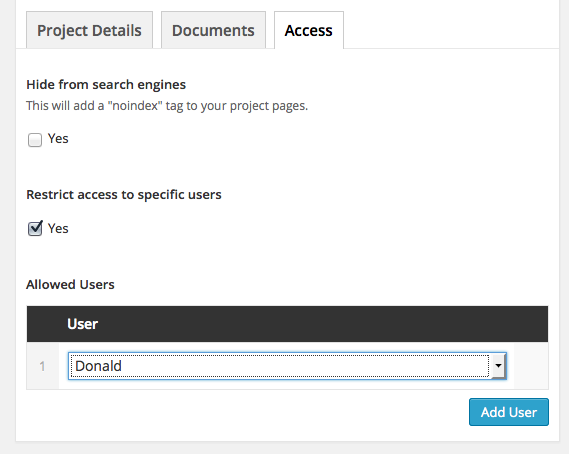 Project Details Documents Access
Hide from search engines
This will add a "noindex" tag to your project pages.
Yes
Restrict access to specific users
Yes
Allowed Users
User
1 Donald
Add User